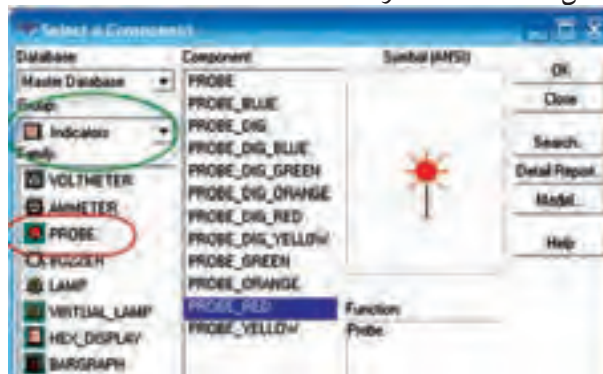 Select a Component
Database
Master Database
Group:
Indicators
Family:
VOLTMETER
AMMETER
PROBE
BUZZER
LAMP
VIRTUAL_LAMP
HEX_DISPLAY
BARGRAPH
Component
PROBE
PROBE_BLUE
PROBE_DIG
PROBE_DIG_BLUE
PROBE_DIG_GREEN
PROBE_DIG_ORANGE
PROBE_DIG_RED
PROBE_DIG_YELLOW
PROBE_GREEN
PROBE_ORANGE
PROBE_RED
PROBE_YELLOW
Symbol (ANSI)
Function:
Probe
OK
Close
Search...
Detail Report...
Model...
Help